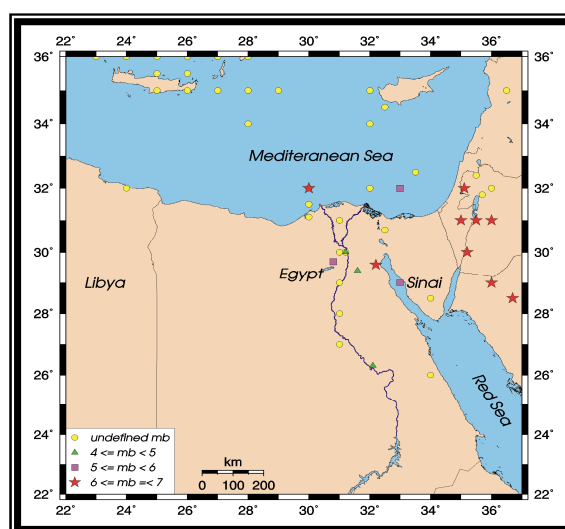 22° 24° 26° 28° 30° 32° 34° 36°
36° 36°
34° 34°
Mediteranean Sea
32° 32°
30° 30°
Libya Egypt Sinai
28° 28°
Red Sea
26° 26°
24° 24°
22° 22°
undefined mb
4 <= mb < 5
5 <= mb < 6
6 <= mb =< 7
km
0 100 200
22° 24° 26° 28° 30° 32° 34° 36°